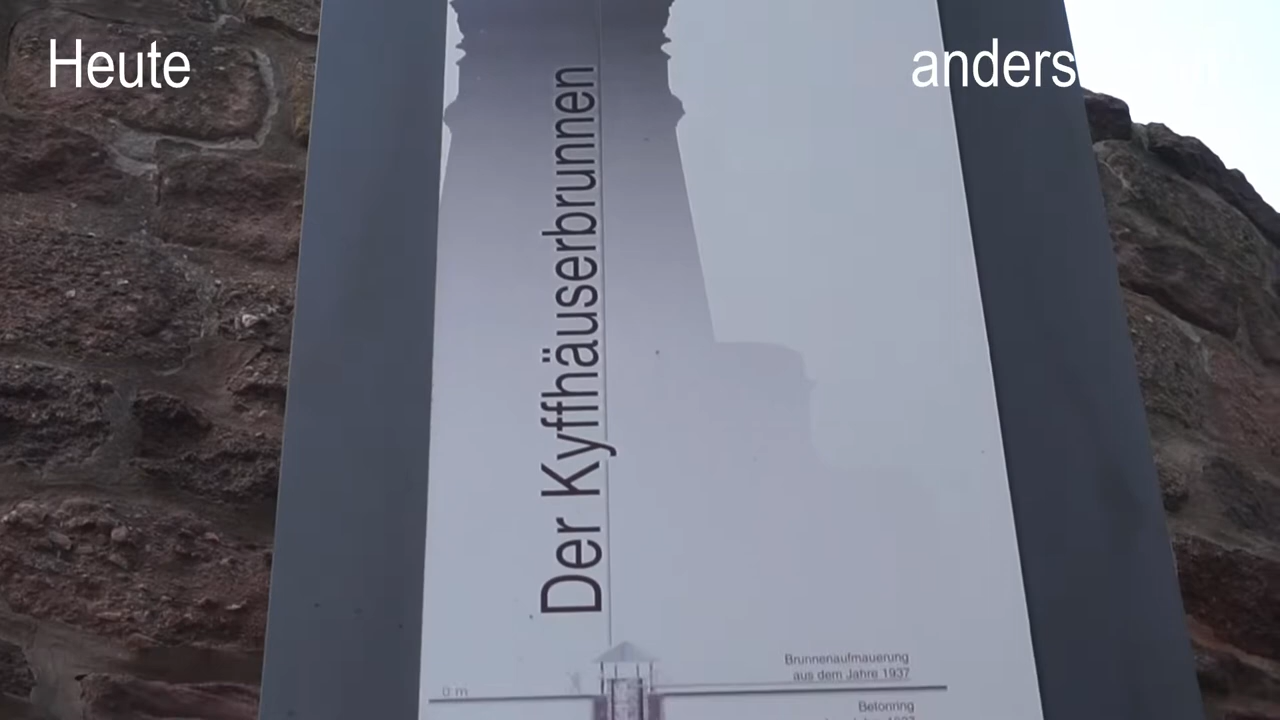 Heute
anders
Der Kyffhäuserbrunnen
Brunnenaufmauerung
aus dem Jahre 1937
0 m
Betonring